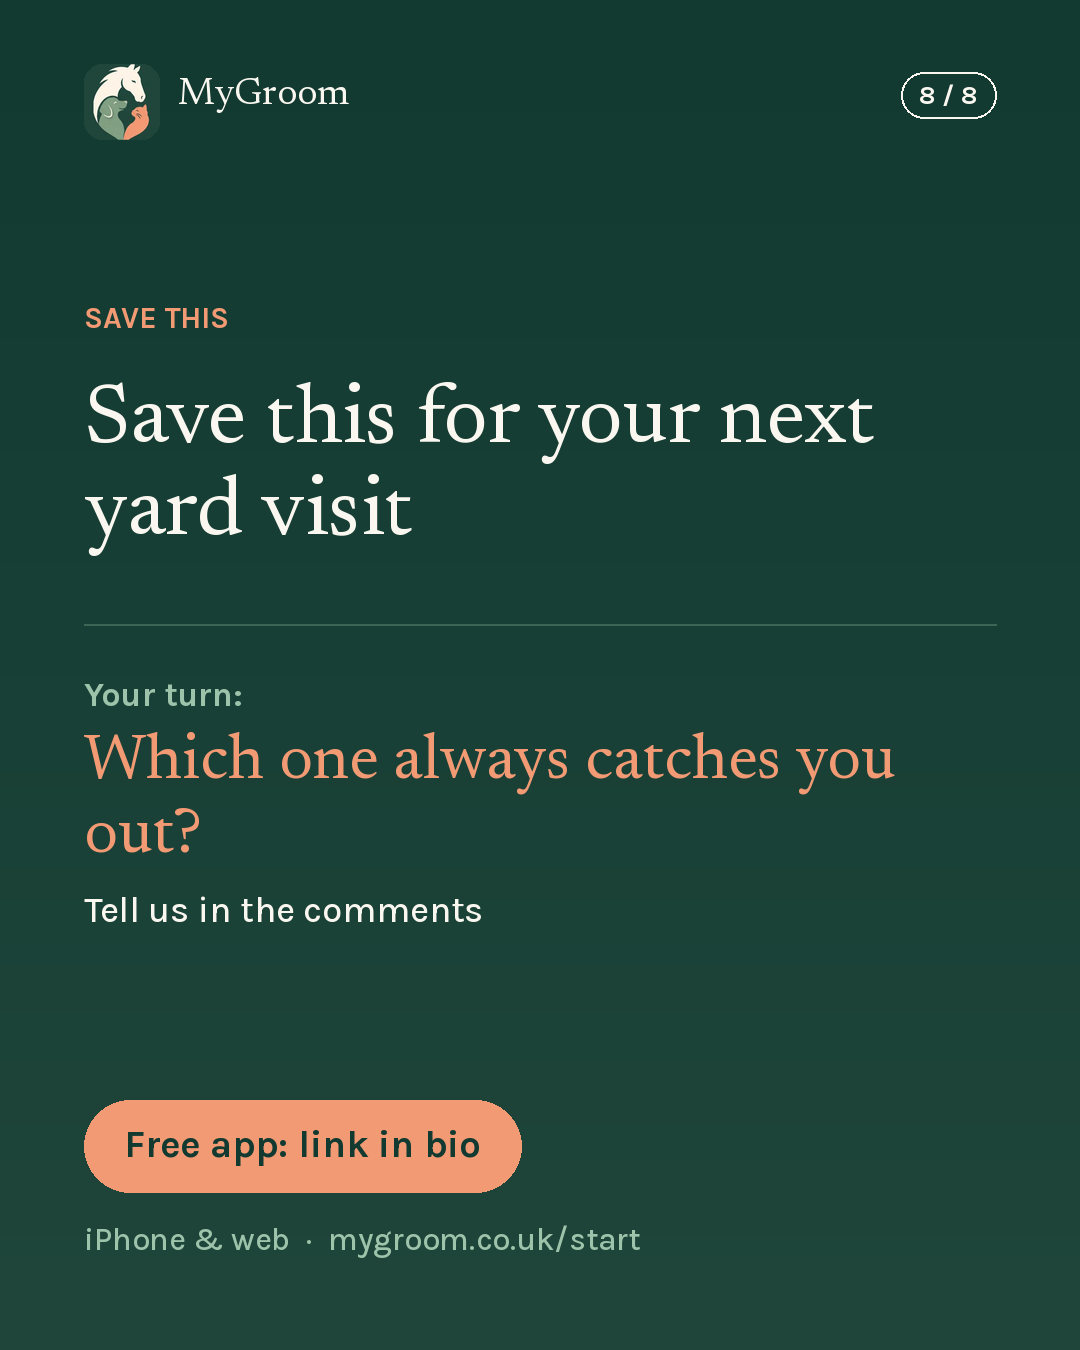 MyGroom
8 / 8
SAVE THIS
Save this for your next
yard visit
Your turn:
Which one always catches you
out?
Tell us in the comments
Free app: link in bio
iPhone & web · mygroom.co.uk/start